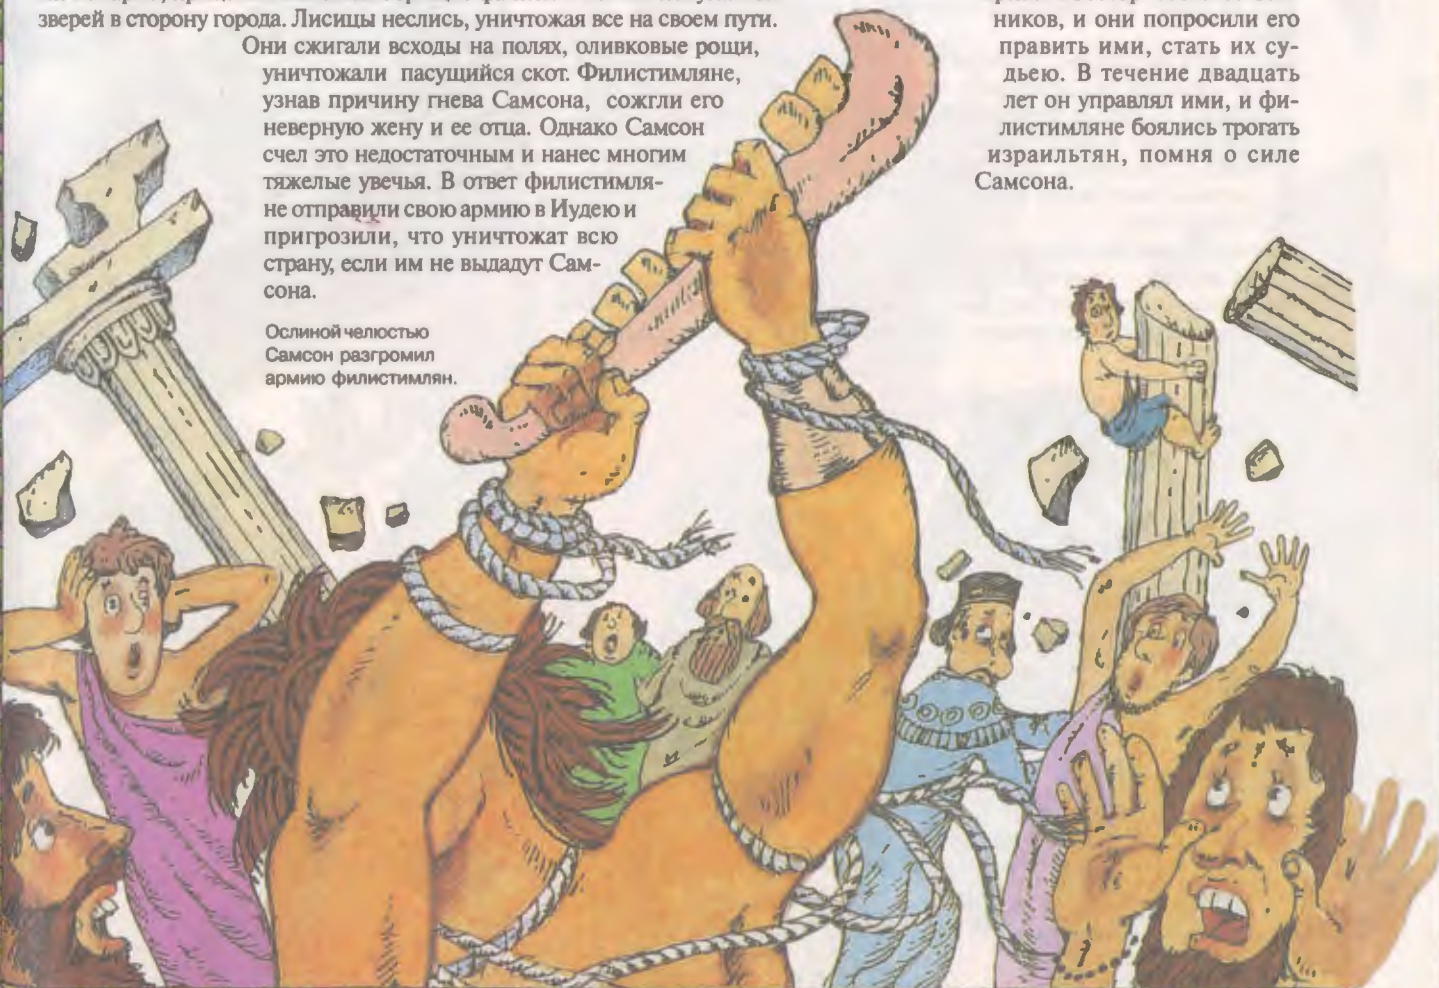 зверей в сторону города. Лисицы неслись, уничтожая все на своем пути.
Они сжигали всходы на полях, оливковые рощи,
уничтожали пасущийся скот. Филистимляне,
узнав причину гнева Самсона, сожгли его
неверную жену и ее отца. Однако Самсон
счел это недостаточным и нанес многим
тяжелые увечья. В ответ филистимля-
не отправили свою армию в Иудею и
пригрозили, что уничтожат всю
страну, если им не выдадут Сам-
сона.
Ослиной челюстью
Самсон разгромил
армию филистимлян.
ников, и они попросили его
править ими, стать их су-
дьею. В течение двадцать
лет он управлял ими, и фи-
листимляне боялись трогать
израильтян, помня о силе
Самсона.